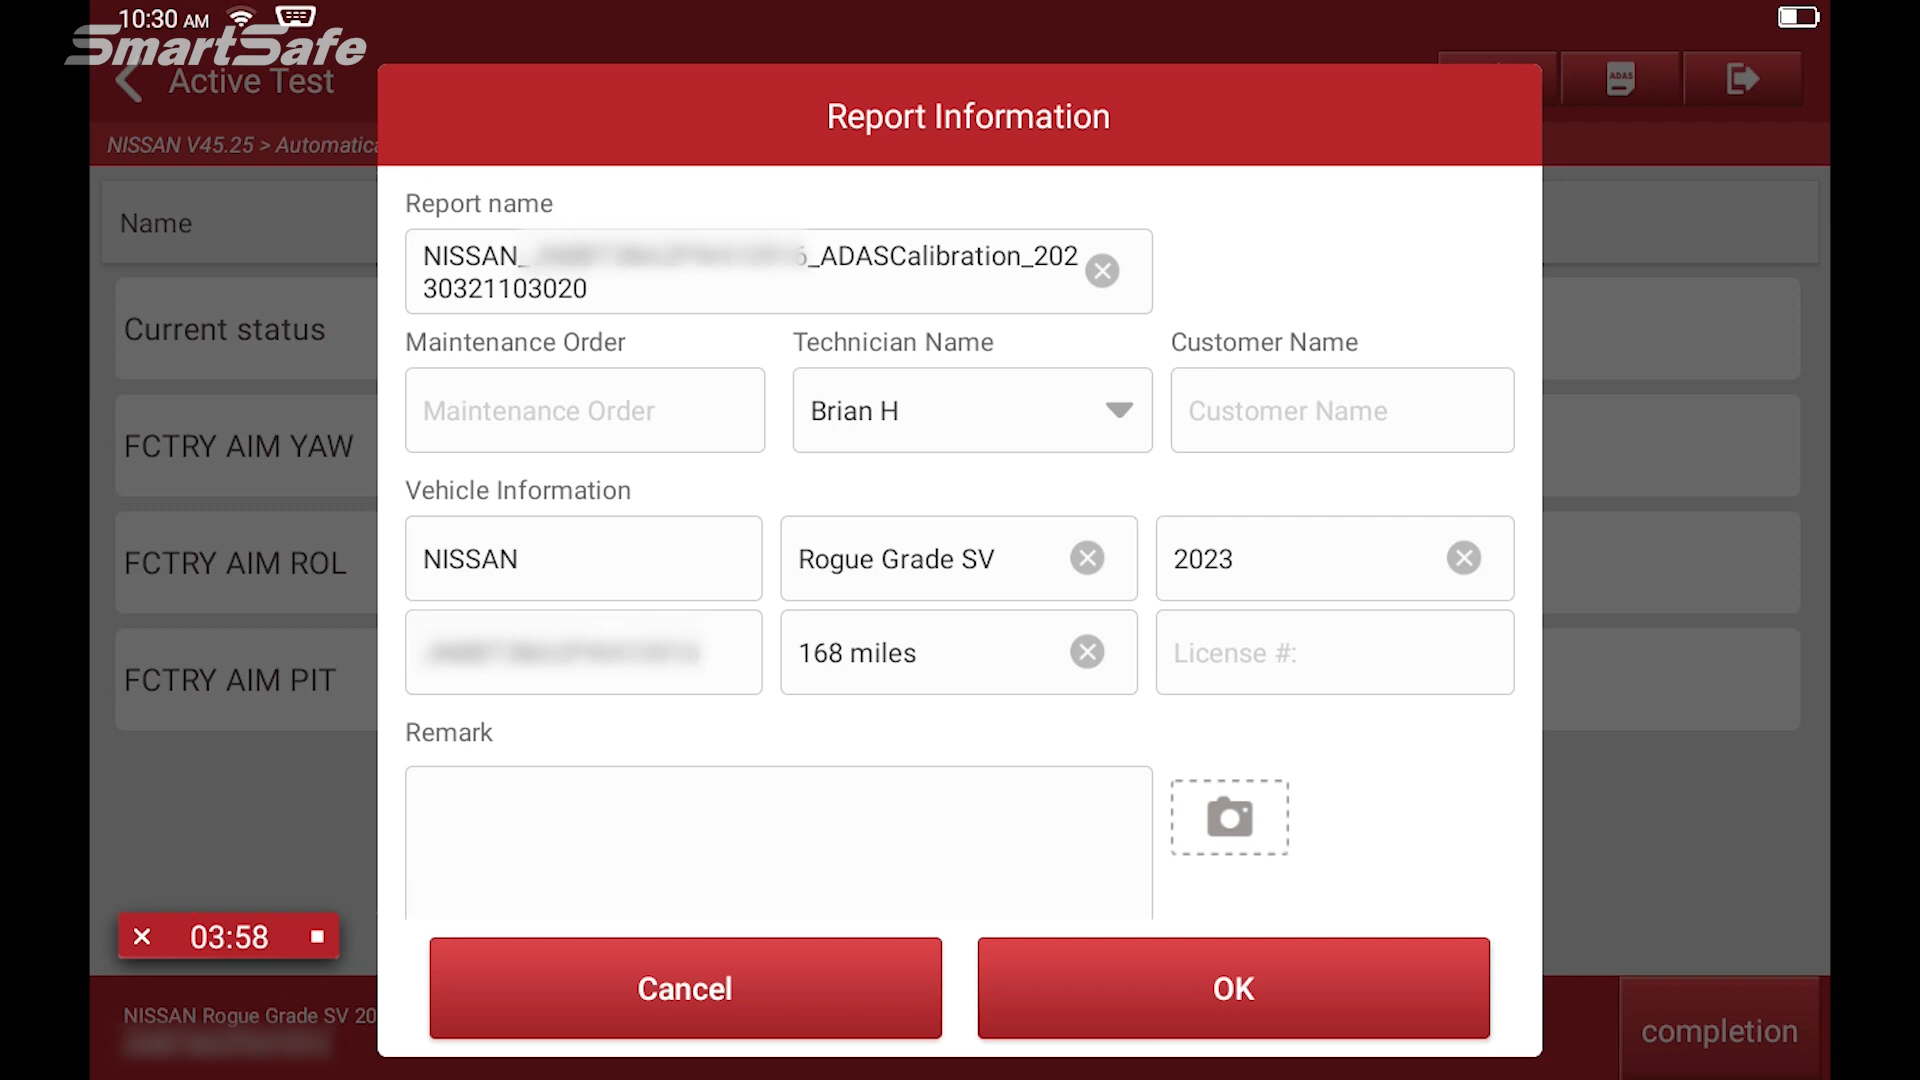 10:30 AM
SmartSafe
Active Test
ADAS
NISSAN V45.25 >
Report Information
Name
Report name
NISSAN_ 6_ADASCalibration_202
30321103020
Current status
Maintenance Order
Technician Name
Customer Name
Maintenance Order
Brian H
Customer Name
FCTRY AIM YAW
Vehicle Information
FCTRY AIM ROL
NISSAN
Rogue Grade SV
2023
168 miles
License #:
FCTRY AIM PIT
Remark
03:58
Cancel
OK
NISSAN Rogue Grade SV 20
completion